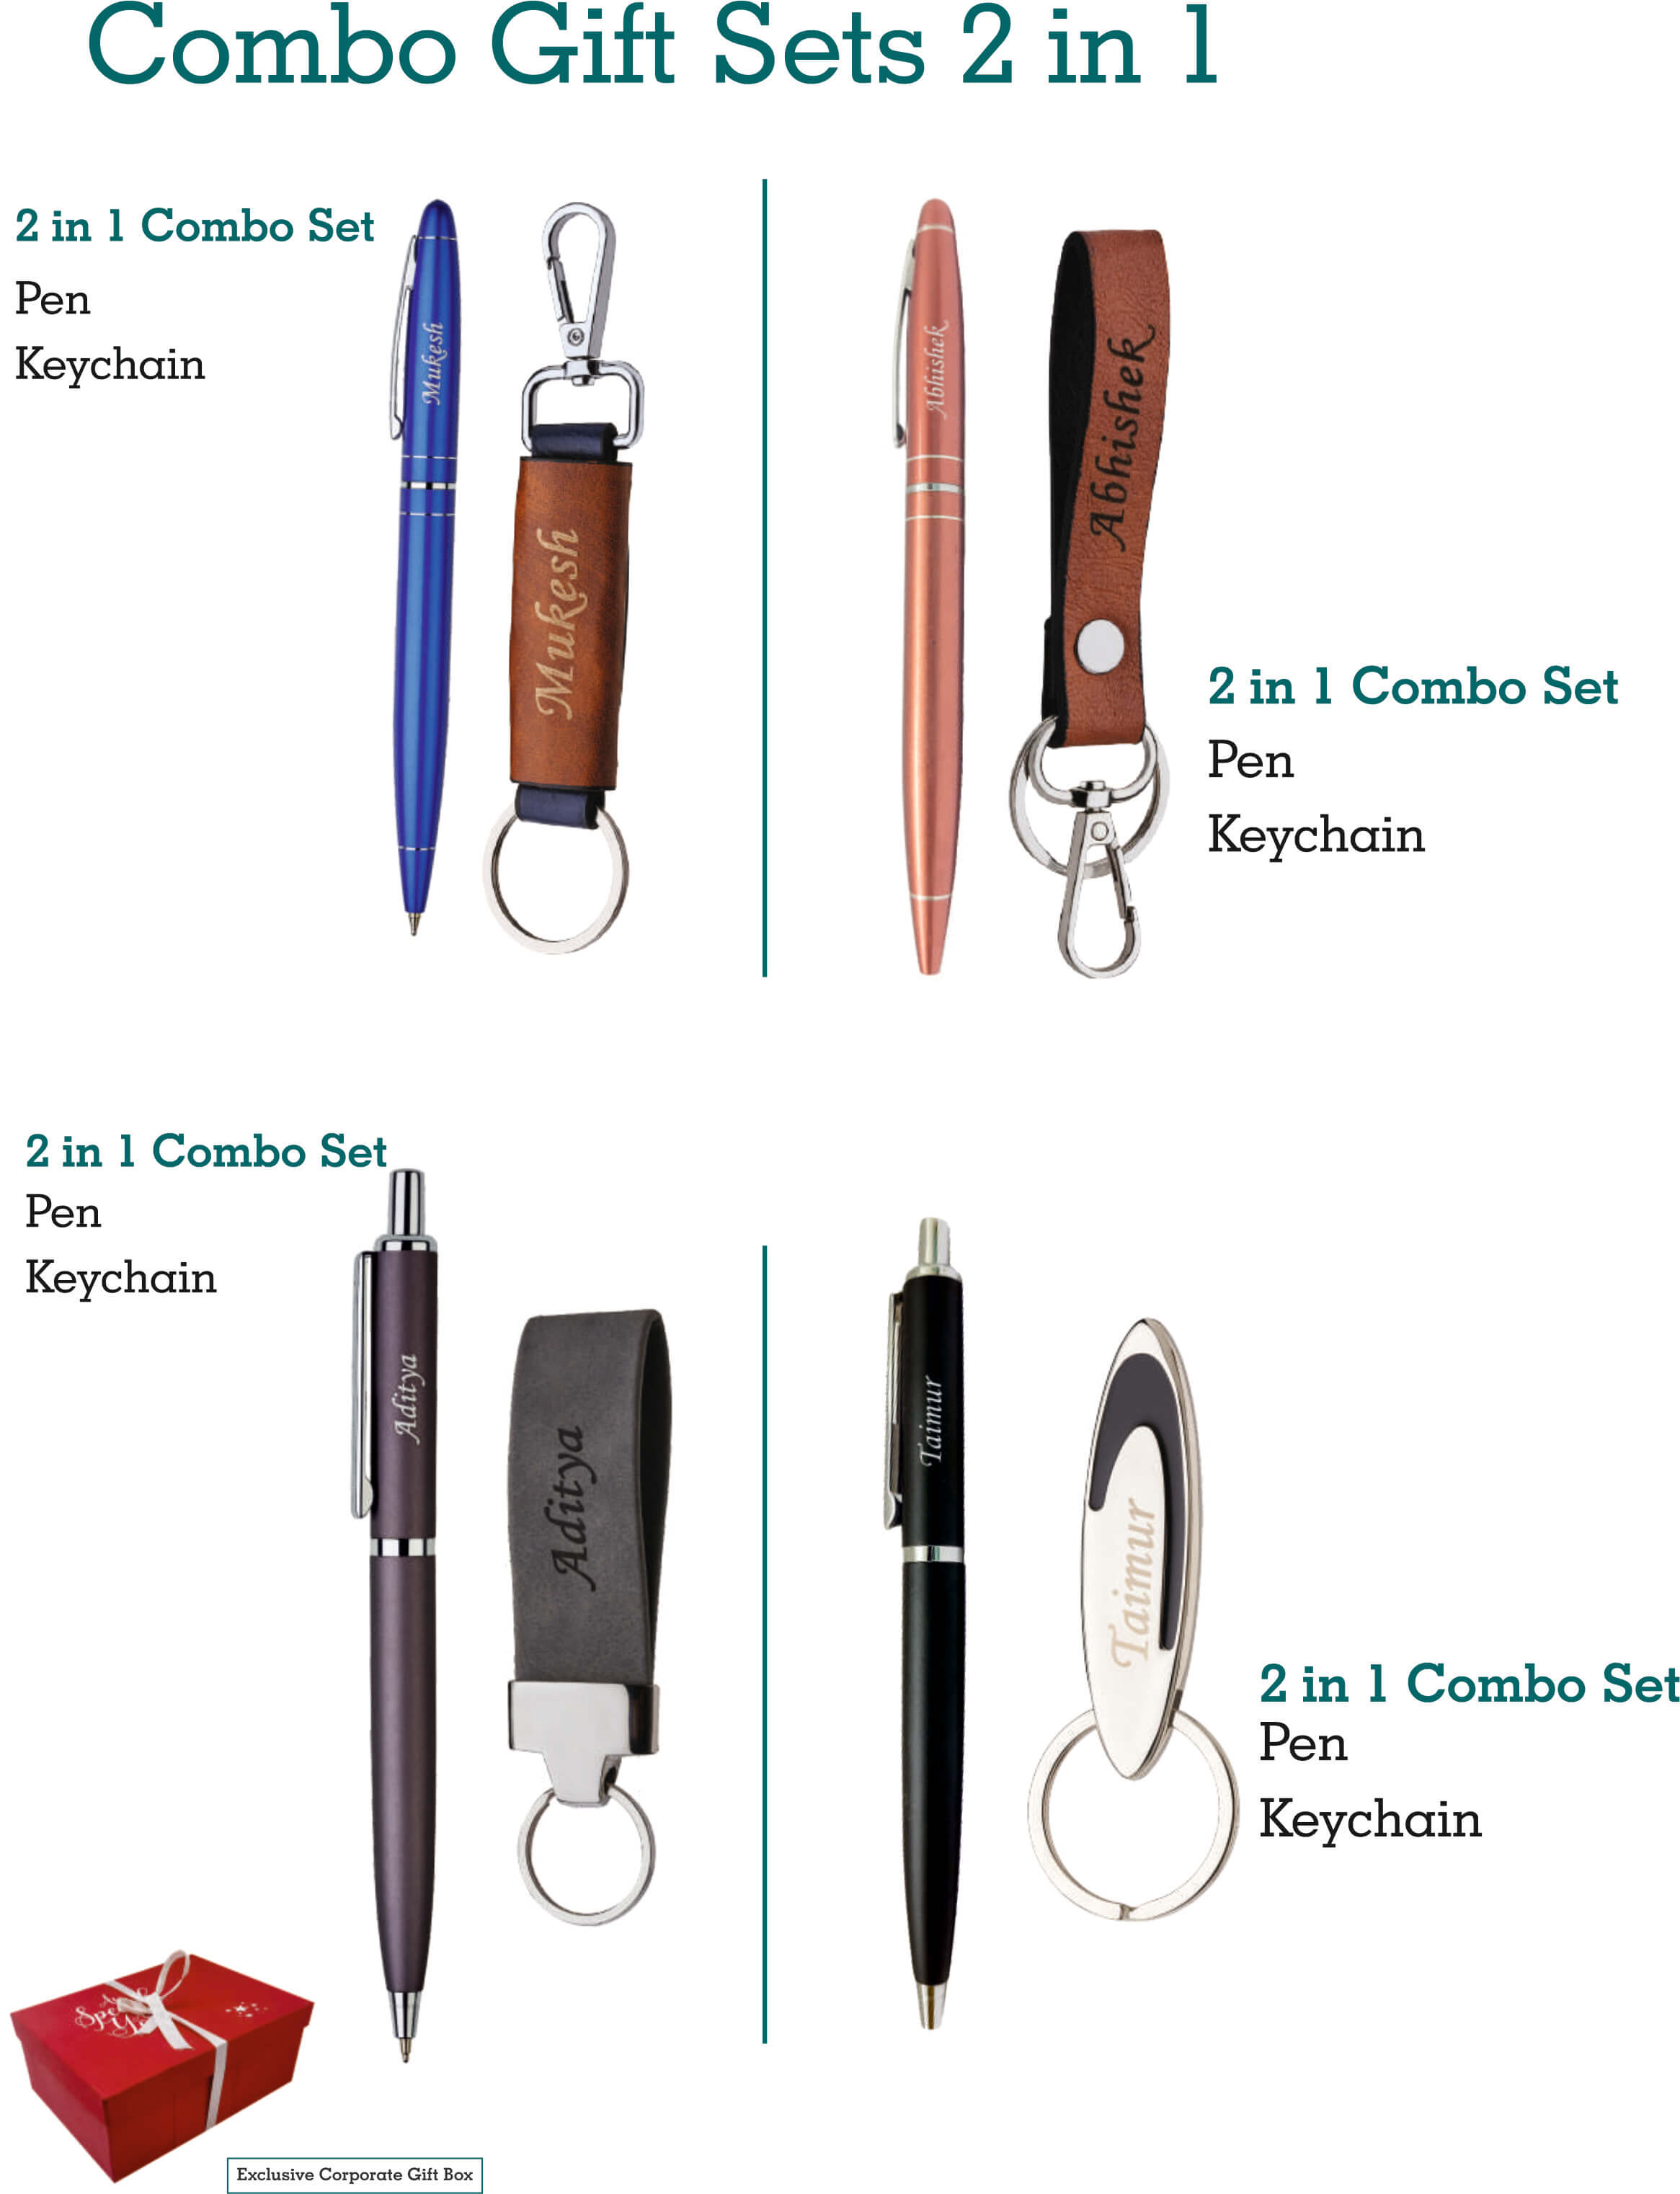 Combo Gift Sets 2 in 1
2 in 1 Combo Set
Pen
Keychain
Mukesh
Mukesh
Abhishek
Abhishek
2 in 1 Combo Set
Pen
Keychain
2 in 1 Combo Set
Pen
Keychain
Aditya
Aditya
Taimur
Taimur
2 in 1 Combo Set
Pen
Keychain
Exclusive Corporate Gift Box